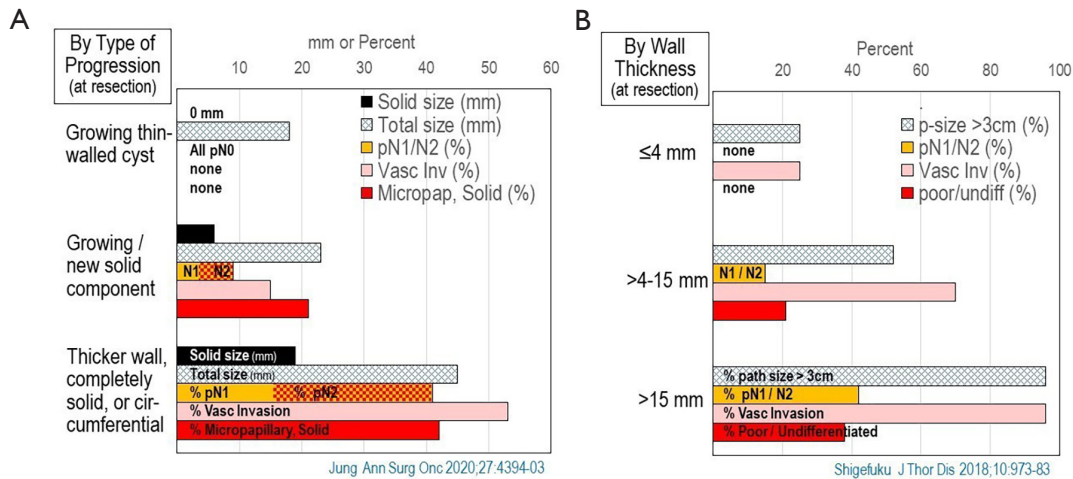 A
By Type of
Progression
(at resection)
mm or Percent
10 20 30 40 50 60
Solid size (mm)
Total size (mm)
pN1/N2 (%)
Vasc Inv (%)
Micropap, Solid (%)
Growing thin-
walled cyst
0 mm
All pN0
none
none
Growing /
new solid
component
N1 N2
Thicker wall,
completely
solid, or cir-
cumferential
Solid size (mm)
Total size (mm)
% pN1 % pN2
% Vasc Invasion
% Micropapillary, Solid
Jung Ann Surg Onc 2020;27:4394-03
B
By Wall
Thickness
(at resection)
Percent
20 40 60 80 100
p-size >3cm (%)
pN1/N2 (%)
Vasc Inv (%)
poor/undiff (%)
≤4 mm
none
none
>4-15 mm
N1 / N2
>15 mm
% path size > 3cm
% pN1/ N2
% Vasc Invasion
% Poor / Undifferentiated
Shigefuku J Thor Dis 2018;10:973-83